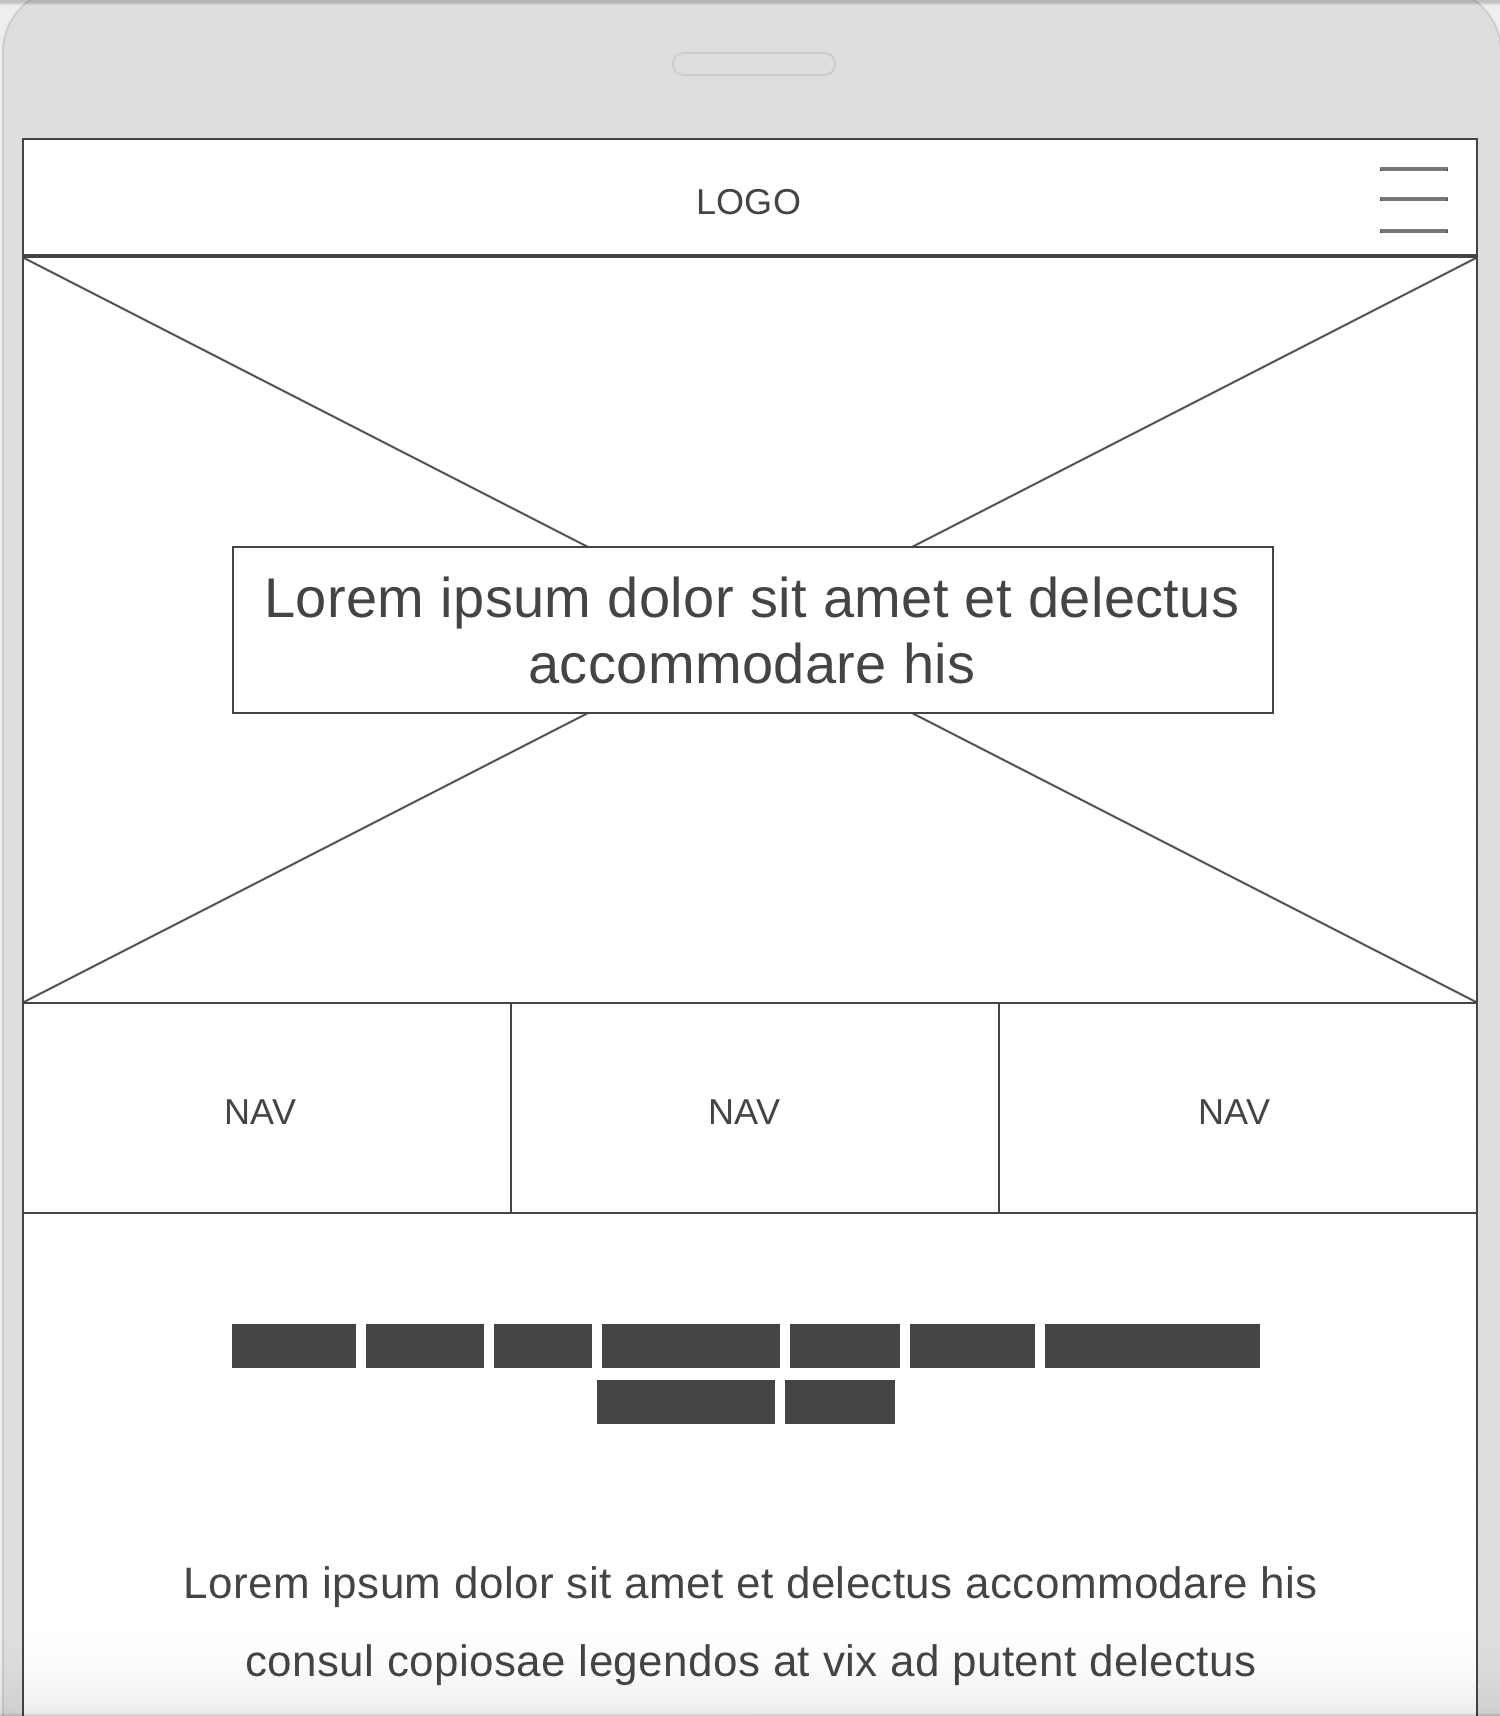 LOGO
Lorem ipsum dolor sit amet et delectus
accommodare his
NAV
NAV
NAV
Lorem ipsum dolor sit amet et delectus accommodare his
consul copiosae legendos at vix ad putent delectus